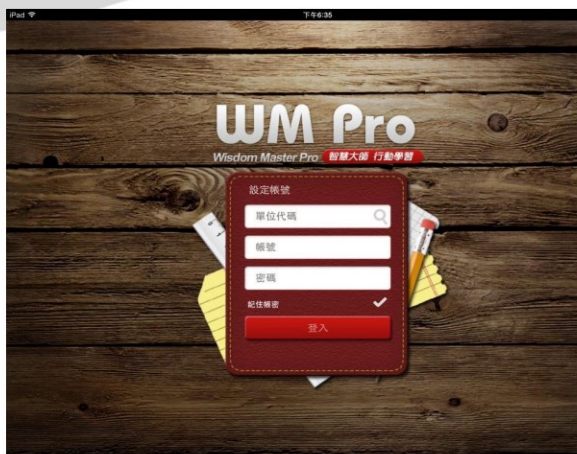 iPad 下午6:35
WM Pro
Wisdom Master Pro 智慧大師 行動學習
設定帳號
單位代碼
帳號
密碼
記住帳密
登入